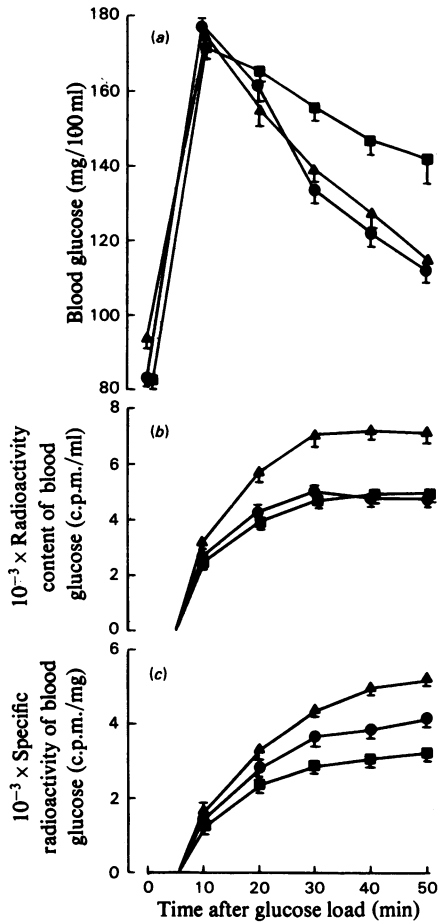 (a)
180
160
140
120
100
80
Blood glucose (mg/100 ml)
(b)
8
6
4
2
0
10⁻³ × Radioactivity
content of blood
glucose (c.p.m./ml)
(c)
6
4
2
0
10⁻³ × Specific
radioactivity of blood
glucose (c.p.m./mg)
0 10 20 30 40 50
Time after glucose load (min)